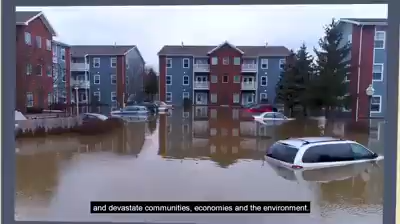 and devastate communities, economies and the environment.